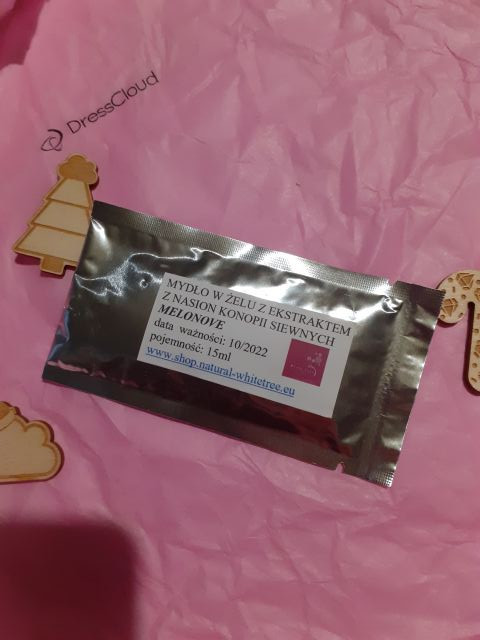 DressCloud
MYDŁO W ŻELU Z EKSTRAKTEM
Z NASION KONOPII SIEWNYCH
MELONOVE
data ważności: 10/2022
pojemność: 15ml
www.shop.natural-whitetree.eu